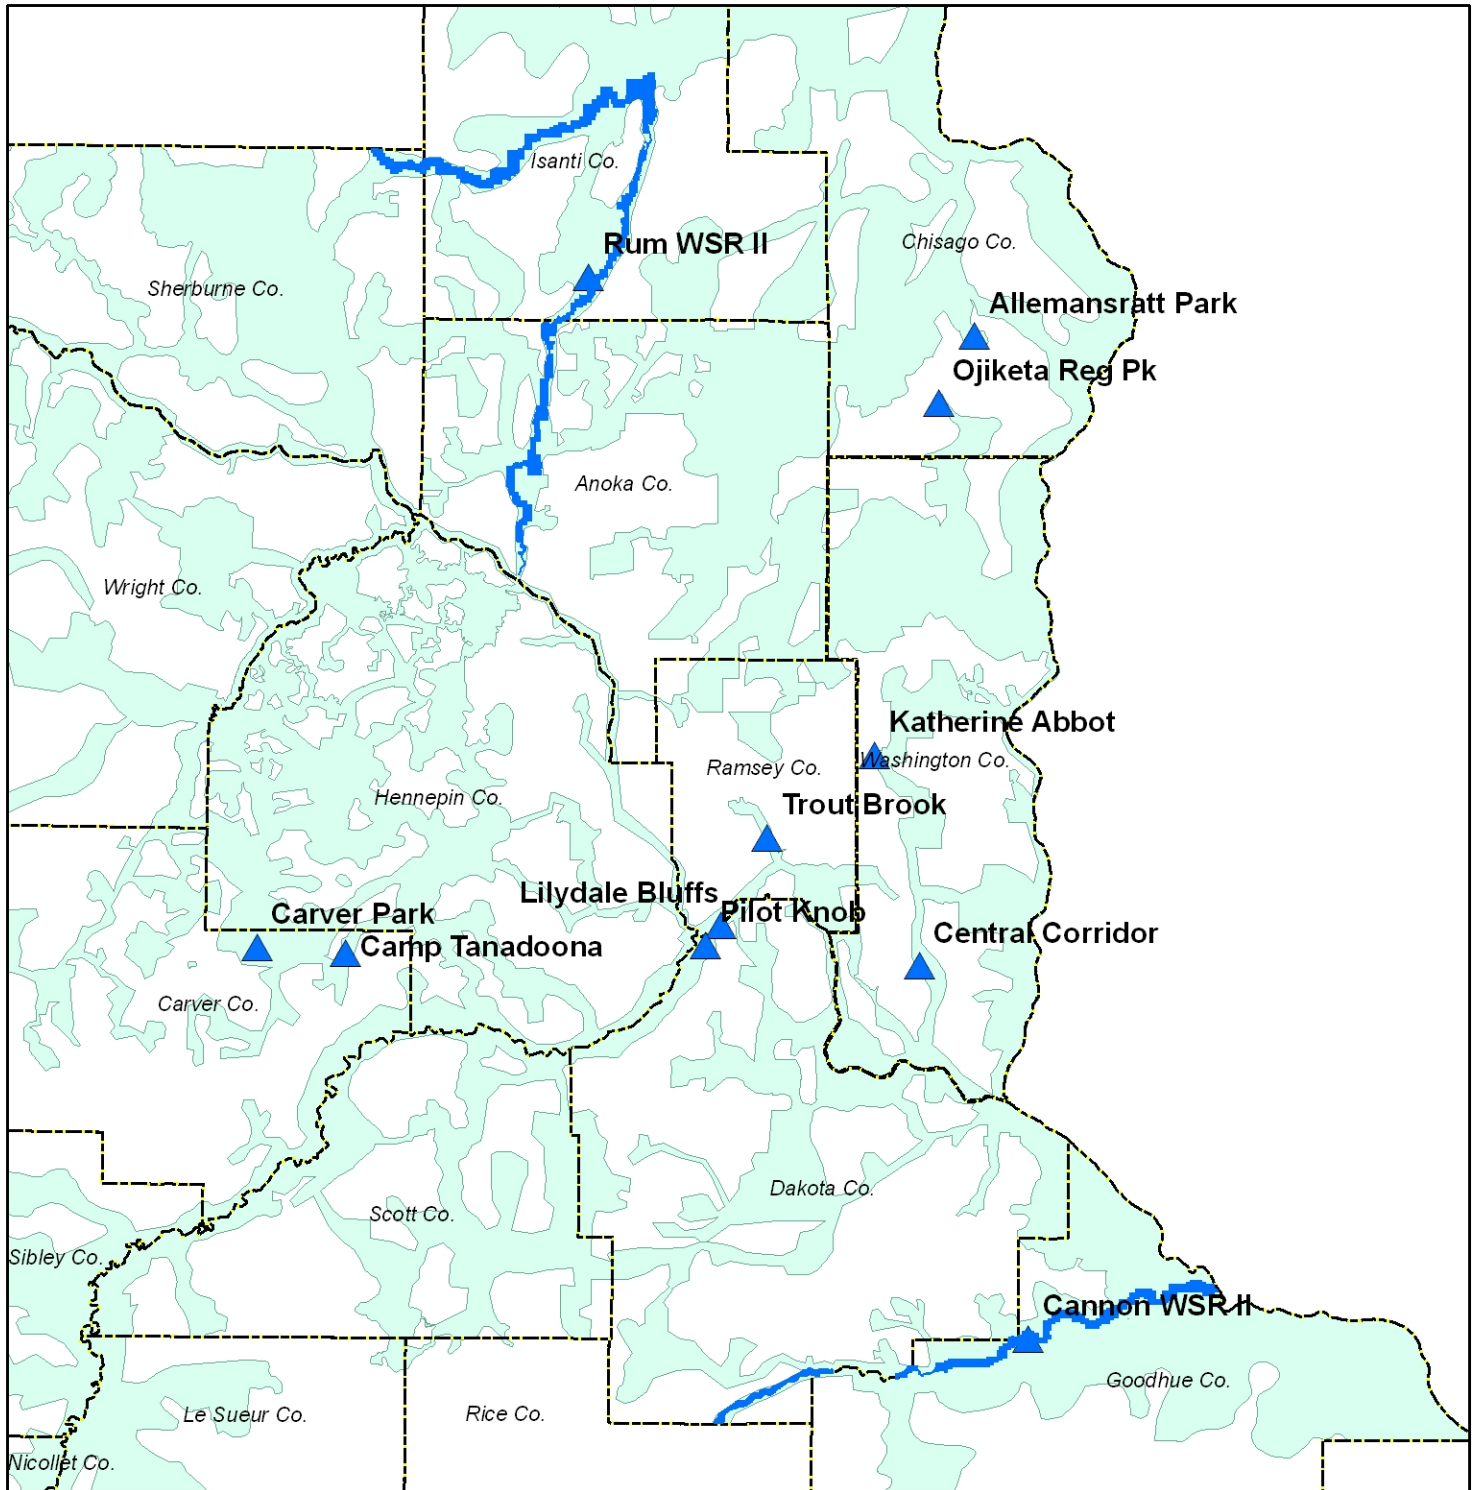 Isanti Co.
Rum WSR II
Chisago Co.
Sherburne Co.
Allemansratt Park
Ojiketa Reg Pk
Anoka Co.
Wright Co.
Katherine Abbot
Washington Co.
Ramsey Co.
Hennepin Co.
Trout Brook
Lilydale Bluffs
Pilot Knob
Carver Park
Camp Tanadoona
Central Corridor
Carver Co.
Dakota Co.
Scott Co.
Sibley Co.
Cannon WSR II
Goodhue Co.
Le Sueur Co.
Rice Co.
Nicollet Co.